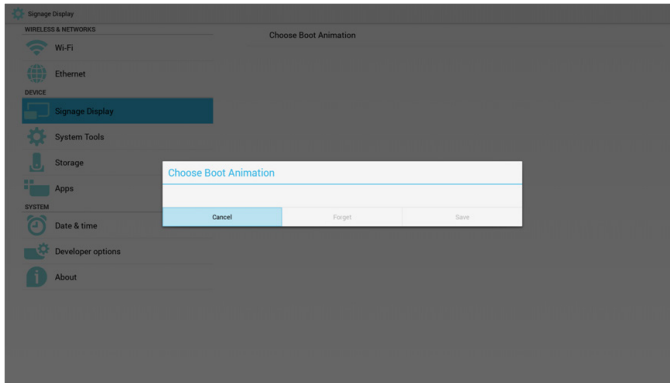 Signage Display
WIRELESS & NETWORKS
Choose Boot Animation
Wi-Fi
Ethernet
DEVICE
Signage Display
System Tools
Storage
Choose Boot Animation
Apps
SYSTEM
Cancel Forget Save
Date & time
Developer options
About